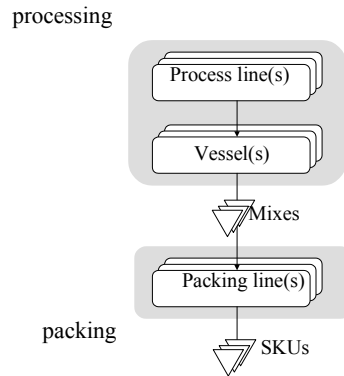 processing
Process line(s)
Vessel(s)
Mixes
Packing line(s)
packing
SKUs